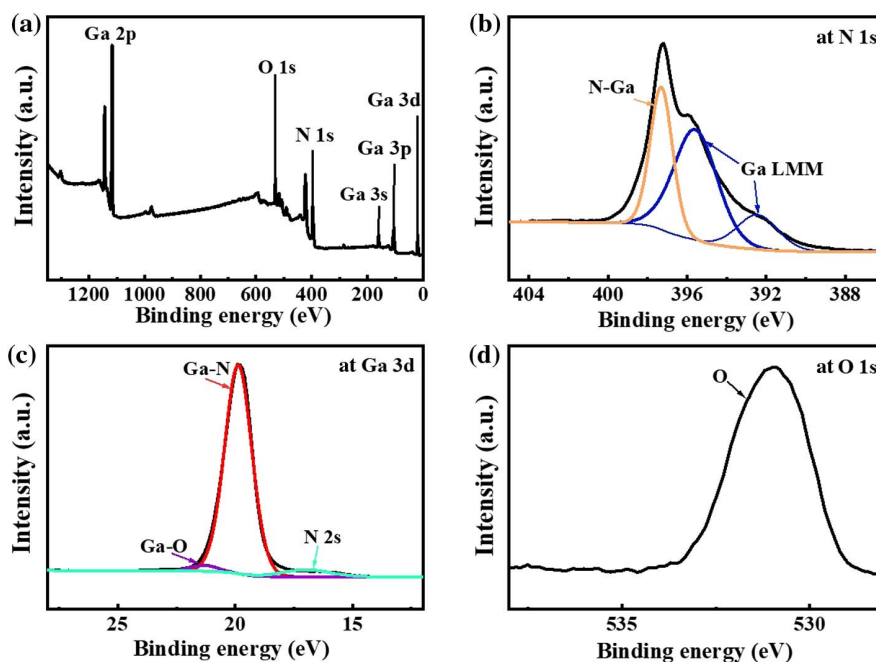 (a)
Ga 2p
O 1s
N 1s
Ga 3d
Ga 3p
Ga 3s
Intensity (a.u.)
1200 1000 800 600 400 200 0
Binding energy (eV)
(b)
at N 1s
N-Ga
Ga LMM
Intensity (a.u.)
404 400 396 392 388
Binding energy (eV)
(c)
at Ga 3d
Ga-N
Ga-O
N 2s
Intensity (a.u.)
25 20 15
Binding energy (eV)
(d)
at O 1s
O
Intensity (a.u.)
535 530
Binding energy (eV)